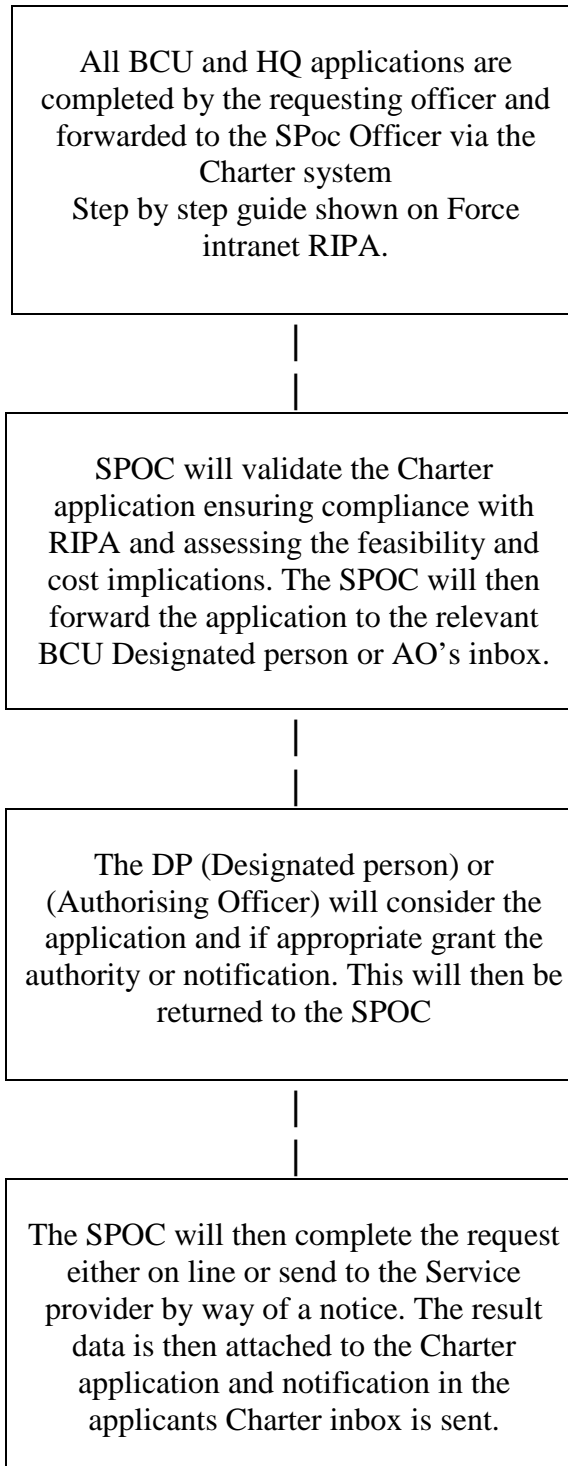 All BCU and HQ applications are
completed by the requesting officer and
forwarded to the SPoc Officer via the
Charter system
Step by step guide shown on Force
intranet RIPA.
SPOC will validate the Charter
application ensuring compliance with
RIPA and assessing the feasibility and
cost implications. The SPOC will then
forward the application to the relevant
BCU Designated person or AO’s inbox.
The DP (Designated person) or
(Authorising Officer) will consider the
application and if appropriate grant the
authority or notification. This will then be
returned to the SPOC
The SPOC will then complete the request
either on line or send to the Service
provider by way of a notice. The result
data is then attached to the Charter
application and notification in the
applicants Charter inbox is sent.